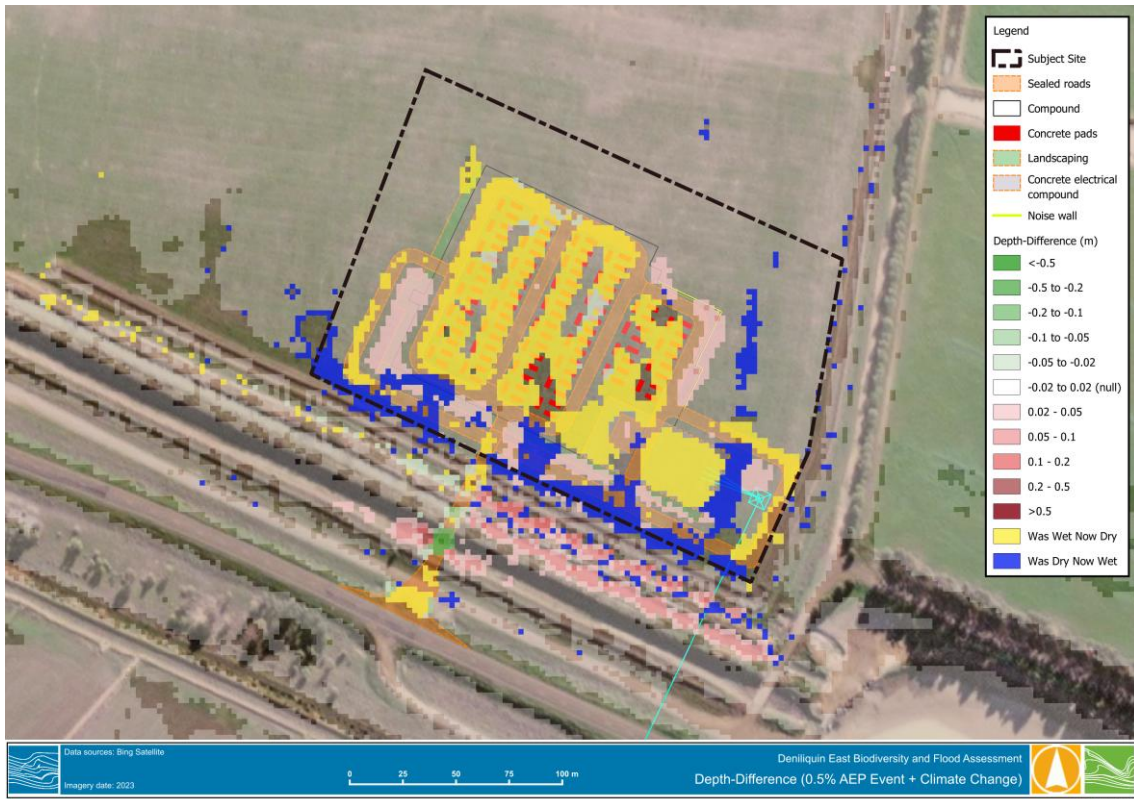 Legend
Subject Site
Sealed roads
Compound
Concrete pads
Landscaping
Concrete electrical
compound
Noise wall
Depth-Difference (m)
<-0.5
-0.5 to -0.2
-0.2 to -0.1
-0.1 to -0.05
-0.05 to -0.02
-0.02 to 0.02 (null)
0.02 - 0.05
0.05 - 0.1
0.1 - 0.2
0.2 - 0.5
>0.5
Was Wet Now Dry
Was Dry Now Wet
Data sources: Bing Satellite
Imagery date: 2023
0 25 50 75 100 m
Deniliquin East Biodiversity and Flood Assessment
Depth-Difference (0.5% AEP Event + Climate Change)